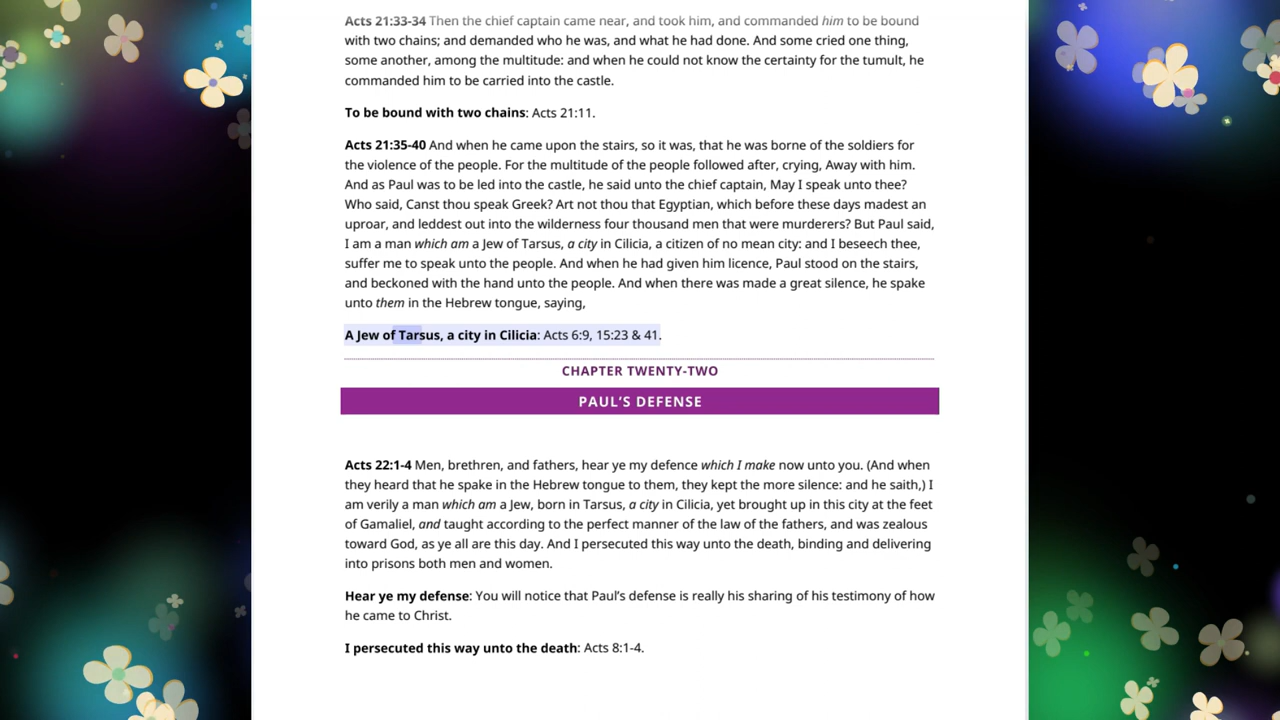 Acts 21:33-34 Then the chief captain came near, and took him, and commanded him to be bound
with two chains; and demanded who he was, and what he had done. And some cried one thing,
some another, among the multitude: and when he could not know the certainty for the tumult, he
commanded him to be carried into the castle.
To be bound with two chains: Acts 21:11.
Acts 21:35-40 And when he came upon the stairs, so it was, that he was borne of the soldiers for
the violence of the people. For the multitude of the people followed after, crying, Away with him.
And as Paul was to be led into the castle, he said unto the chief captain, May I speak unto thee?
Who said, Canst thou speak Greek? Art not thou that Egyptian, which before these days madest an
uproar, and leddest out into the wilderness four thousand men that were murderers? But Paul said,
I am a man which am a Jew of Tarsus, a city in Cilicia, a citizen of no mean city: and I beseech thee,
suffer me to speak unto the people. And when he had given him licence, Paul stood on the stairs,
and beckoned with the hand unto the people. And when there was made a great silence, he spake
unto them in the Hebrew tongue, saying,
A Jew of Tarsus, a city in Cilicia: Acts 6:9, 15:23 & 41.
CHAPTER TWENTY-TWO
PAUL'S DEFENSE
Acts 22:1-4 Men, brethren, and fathers, hear ye my defence which I make now unto you. (And when
they heard that he spake in the Hebrew tongue to them, they kept the more silence: and he saith,) I
am verily a man which am a Jew, born in Tarsus, a city in Cilicia, yet brought up in this city at the feet
of Gamaliel, and taught according to the perfect manner of the law of the fathers, and was zealous
toward God, as ye all are this day. And I persecuted this way unto the death, binding and delivering
into prisons both men and women.
Hear ye my defense: You will notice that Paul's defense is really his sharing of his testimony of how
he came to Christ.
I persecuted this way unto the death: Acts 8:1-4.